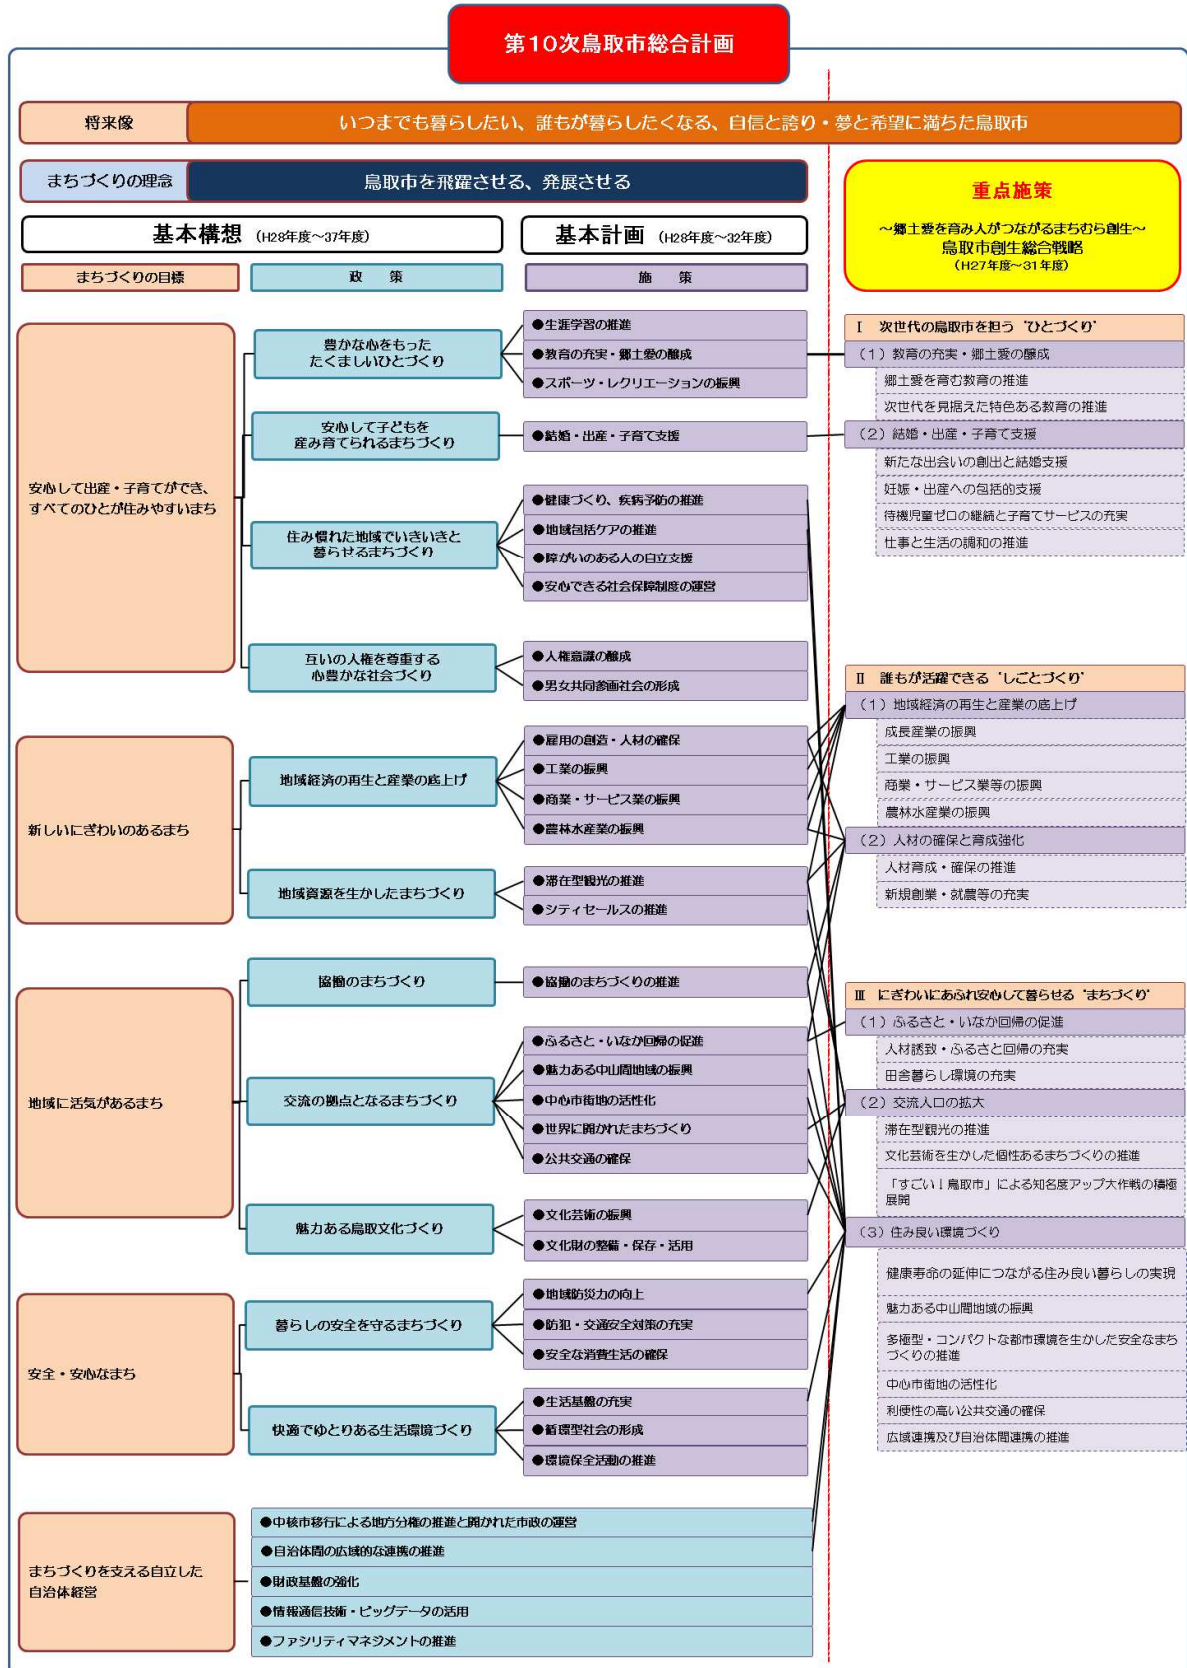 第10次鳥取市総合計画
将来像
いつまでも暮らしたい、誰もが暮らしたくなる、自信と誇り・夢と希望に満ちた鳥取市
まちづくりの理念
鳥取市を飛躍させる、発展させる
基本構想 (H28年度～37年度)
基本計画 (H28年度～32年度)
まちづくりの目標
政 策
施 策
重点施策
～郷土愛を育み人がつながるまちむら創生～
鳥取市創生総合戦略
(H27年度～31年度)
安心して出産・子育てができ、
すべてのひとが住みやすいまち
豊かな心をもった
たくましいひとづくり
●生涯学習の推進
●教育の充実・郷土愛の醸成
●スポーツ・レクリエーションの振興
安心して子どもを
産み育てられるまちづくり
●結婚・出産・子育て支援
住み慣れた地域でいきいきと
暮らせるまちづくり
●健康づくり、疾病予防の推進
●地域包括ケアの推進
●障がいのある人の自立支援
●安心できる社会保障制度の運営
互いの人権を尊重する
心豊かな社会づくり
●人権意識の醸成
●男女共同参画社会の形成
新しいにぎわいのあるまち
地域経済の再生と産業の底上げ
●雇用の創造・人材の確保
●工業の振興
●商業・サービス業の振興
●農林水産業の振興
地域資源を生かしたまちづくり
●滞在型観光の推進
●シティセールスの推進
地域に活気があるまち
協働のまちづくり
●協働のまちづくりの推進
交流の拠点となるまちづくり
●ふるさと・いなか回帰の促進
●魅力ある中山間地域の振興
●中心市街地の活性化
●世界に開かれたまちづくり
●公共交通の確保
魅力ある鳥取文化づくり
●文化芸術の振興
●文化財の整備・保存・活用
安全・安心なまち
暮らしの安全を守るまちづくり
●地域防災力の向上
●防犯・交通安全対策の充実
●安全な消費生活の確保
快適でゆとりある生活環境づくり
●生活基盤の充実
●循環型社会の形成
●環境保全活動の推進
まちづくりを支える自立した
自治体経営
●中核市移行による地方分権の推進と開かれた市政の運営
●自治体間の広域的な連携の推進
●財政基盤の強化
●情報通信技術・ビッグデータの活用
●ファシリティマネジメントの推進
Ⅰ 次世代の鳥取市を担う“ひとづくり”
（1）教育の充実・郷土愛の醸成
郷土愛を育む教育の推進
次世代を見据えた特色ある教育の推進
（2）結婚・出産・子育て支援
新たな出会いの創出と結婚支援
妊娠・出産への包括的支援
待機児童ゼロの継続と子育てサービスの充実
仕事と生活の調和の推進
Ⅱ 誰もが活躍できる“しごとづくり”
（1）地域経済の再生と産業の底上げ
成長産業の振興
工業の振興
商業・サービス業等の振興
農林水産業の振興
（2）人材の確保と育成強化
人材育成・確保の推進
新規創業・就農等の充実
Ⅲ にぎわいにあふれ安心して暮らせる“まちづくり”
（1）ふるさと・いなか回帰の促進
人材誘致・ふるさと回帰の充実
田舎暮らし環境の充実
（2）交流人口の拡大
滞在型観光の推進
文化芸術を生かした個性あるまちづくりの推進
「すごい！鳥取市」による知名度アップ大作戦の積極
展開
（3）住み良い環境づくり
健康寿命の延伸につながる住み良い暮らしの実現
魅力ある中山間地域の振興
多極型・コンパクトな都市環境を生かした安全なまち
づくりの推進
中心市街地の活性化
利便性の高い公共交通の確保
広域連携及び自治体間連携の推進